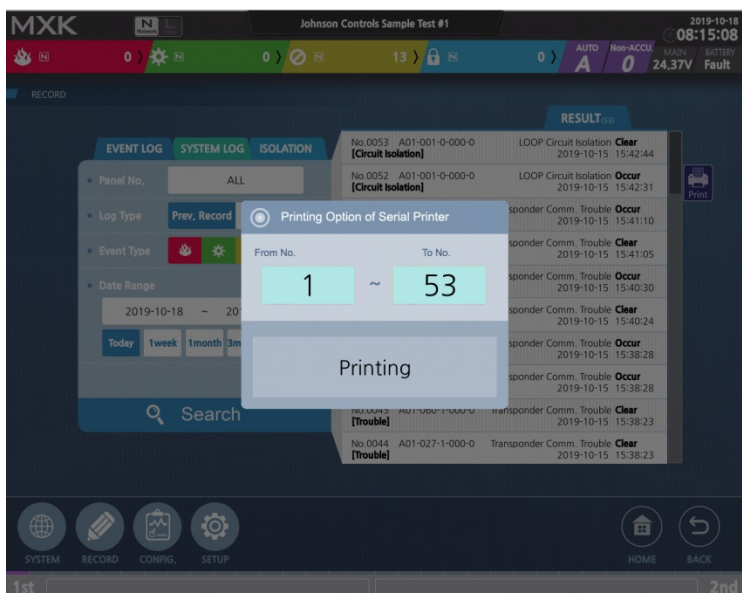 MXK
N
Network
L
Johnson Controls Sample Test #1
2019-10-18
08:15:08
N 0
N 0
N 13
N 0
AUTO
A
Non-ACCU
0
MAIN
24.37V
BATTERY
Fault
RECORD
RESULT(53)
EVENT LOG SYSTEM LOG ISOLATION
Panel No. ALL
Log Type Prev. Record
Event Type
Date Range
2019-10-18 ~ 20
Today 1week 1month 3m
Search
No.0053 A01-001-0-000-0 LOOP Circuit Isolation Clear
[Circuit Isolation] 2019-10-15 15:42:44
No.0052 A01-001-0-000-0 LOOP Circuit Isolation Occur
[Circuit Isolation] 2019-10-15 15:42:31
sponder Comm. Trouble Occur
2019-10-15 15:41:10
sponder Comm. Trouble Clear
2019-10-15 15:41:05
sponder Comm. Trouble Occur
2019-10-15 15:40:30
sponder Comm. Trouble Clear
2019-10-15 15:40:24
sponder Comm. Trouble Occur
2019-10-15 15:38:28
sponder Comm. Trouble Occur
2019-10-15 15:38:28
No.0045 A01-060-1-000-0 Transponder Comm. Trouble Clear
[Trouble] 2019-10-15 15:38:23
No.0044 A01-027-1-000-0 Transponder Comm. Trouble Clear
[Trouble] 2019-10-15 15:38:23
Print
Printing Option of Serial Printer
From No. To No.
1 ~ 53
Printing
SYSTEM RECORD CONFIG. SETUP HOME BACK
1st 2nd